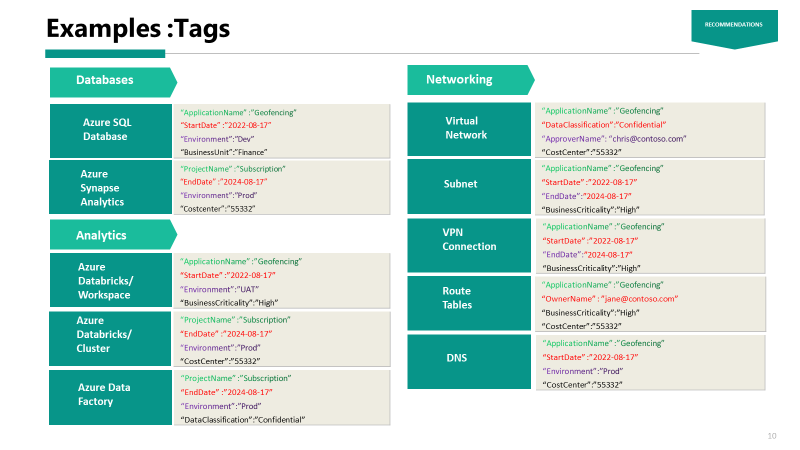 Examples :Tags
RECOMMENDATIONS
Databases
Azure SQL
Database
“ApplicationName” :”Geofencing”
“StartDate” :”2022-08-17”
“Environment”:”Dev”
“BusinessUnit”:”Finance”
Azure
Synapse
Analytics
“ProjectName” :”Subscription”
“EndDate” :”2024-08-17”
“Environment”:”Prod”
“Costcenter”:”55332”
Analytics
Azure
Databricks/
Workspace
“ApplicationName” :”Geofencing”
“StartDate” :”2022-08-17”
“Environment”:”UAT”
“BusinessCriticality”:”High”
Azure
Databricks/
Cluster
“ProjectName” :”Subscription”
“EndDate” :”2024-08-17”
“Environment”:”Prod”
“CostCenter”:”55332”
Azure Data
Factory
“ProjectName” :”Subscription”
“EndDate” :”2024-08-17”
“Environment”:”Prod”
“DataClassification”:”Confidential”
Networking
Virtual
Network
“ApplicationName” :”Geofencing”
“DataClassification”:”Confidential”
“ApproverName”: “chris@contoso.com”
“CostCenter”:”55332”
Subnet
“ApplicationName” :”Geofencing”
“StartDate” :”2022-08-17”
“EndDate”:”2024-08-17”
“BusinessCriticality”:”High”
VPN
Connection
“ApplicationName” :”Geofencing”
“StartDate” :”2022-08-17”
“EndDate”:”2024-08-17”
“BusinessCriticality”:”High”
Route
Tables
“ApplicationName” :”Geofencing”
“OwnerName” : “jane@contoso.com”
“BusinessCriticality”:”High”
“CostCenter”:”55332”
DNS
“ApplicationName” :”Geofencing”
“StartDate” :”2022-08-17”
“Environment”:”Prod”
“CostCenter”:”55332”
10